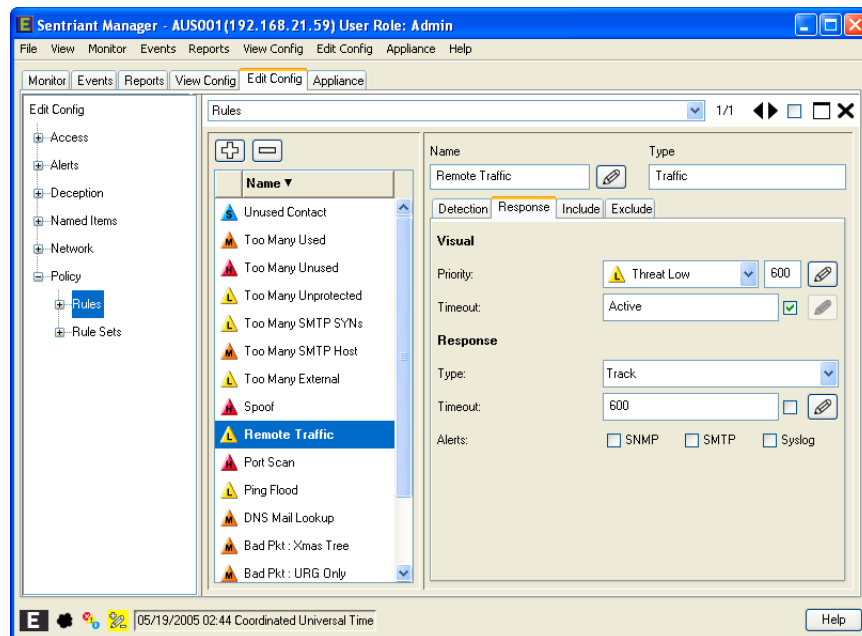 E Sentriant Manager - AUS001(192.168.21.59) User Role: Admin
File View Monitor Events Reports View Config Edit Config Appliance Help
Monitor Events Reports View Config Edit Config Appliance
Edit Config
Access
Alerts
Deception
Named Items
Network
Policy
Rules
Rule Sets
Rules 1/1
Name ▼
S Unused Contact
M Too Many Used
H Too Many Unused
L Too Many Unprotected
L Too Many SMTP SYNs
M Too Many SMTP Host
L Too Many External
H Spoof
L Remote Traffic
H Port Scan
L Ping Flood
M DNS Mail Lookup
M Bad Pkt : Xmas Tree
M Bad Pkt : URG Only
Name Type
Remote Traffic Traffic
Detection Response Include Exclude
Visual
Priority: L Threat Low 600
Timeout: Active
Response
Type: Track
Timeout: 600
Alerts: SNMP SMTP Syslog
E 05/19/2005 02:44 Coordinated Universal Time Help